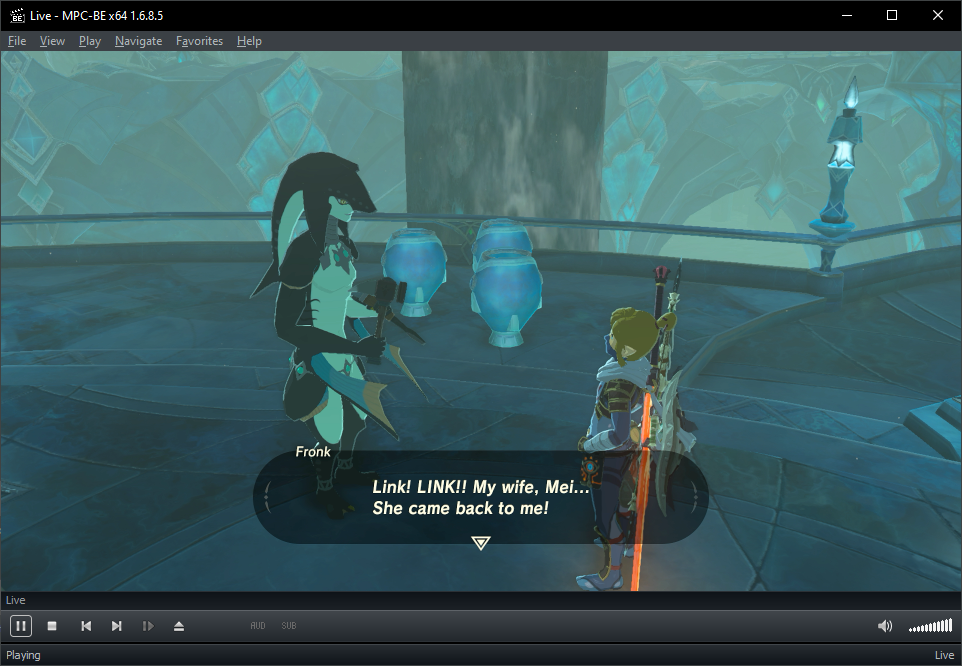 Live - MPC-BE x64 1.6.8.5
File View Play Navigate Favorites Help
Fronk
Link! LINK!! My wife, Mei...
She came back to me!
Live
AUD SUB
Playing
Live